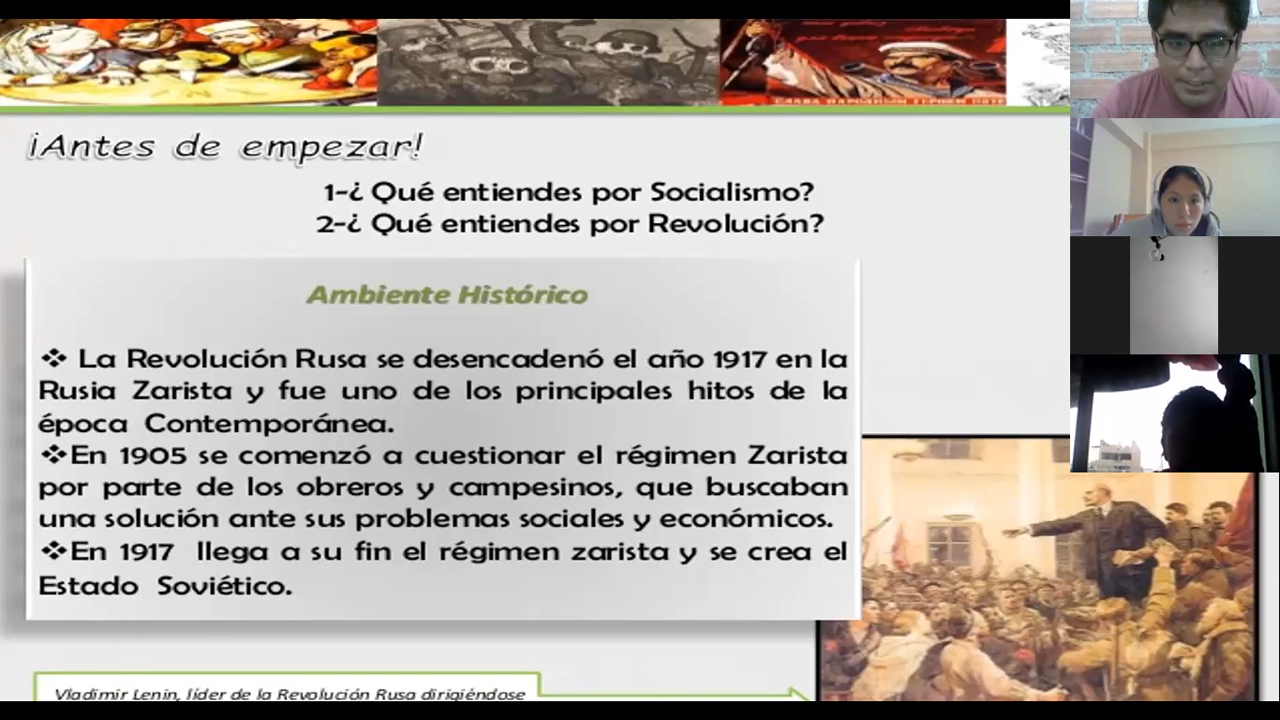 СЛАВА НАРОДНЫМ ГЕРОЯМ
¡Antes de empezar!
1-¿ Qué entiendes por Socialismo?
2-¿ Qué entiendes por Revolución?
Ambiente Histórico
❖ La Revolución Rusa se desencadenó el año 1917 en la
Rusia Zarista y fue uno de los principales hitos de la
época Contemporánea.
❖En 1905 se comenzó a cuestionar el régimen Zarista
por parte de los obreros y campesinos, que buscaban
una solución ante sus problemas sociales y económicos.
❖En 1917 llega a su fin el régimen zarista y se crea el
Estado Soviético.
Vladimir Lenin, líder de la Revolución Rusa dirigiéndose